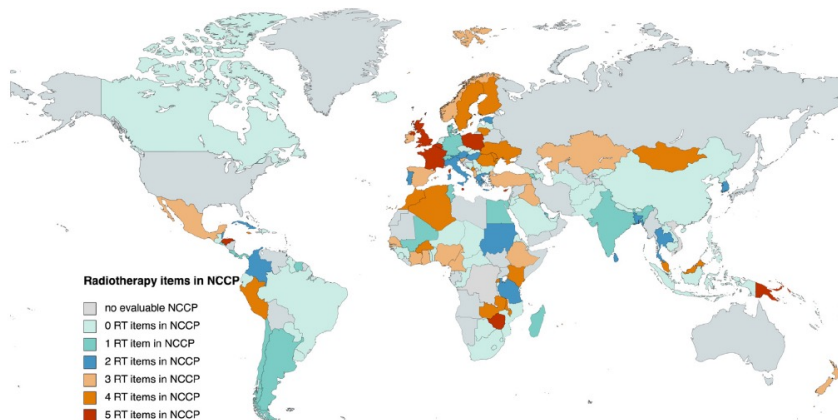 Radiotherapy items in NCCP
no evaluable NCCP
0 RT items in NCCP
1 RT item in NCCP
2 RT items in NCCP
3 RT items in NCCP
4 RT items in NCCP
5 RT items in NCCP